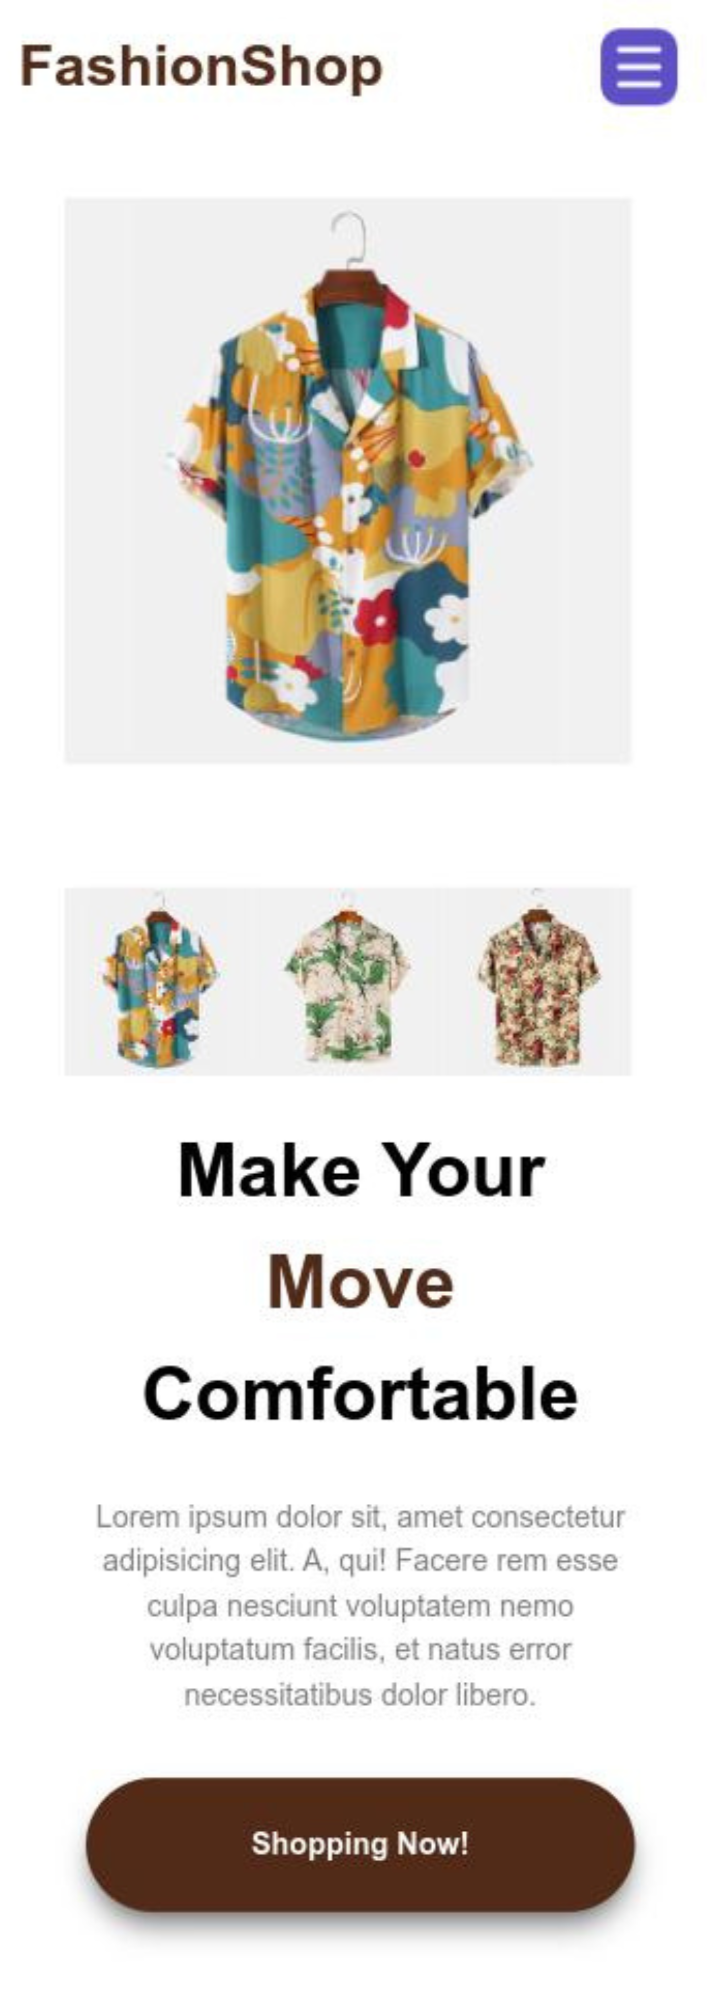 FashionShop
Make Your
Move
Comfortable
Lorem ipsum dolor sit, amet consectetur
adipisicing elit. A, qui! Facere rem esse
culpa nesciunt voluptatem nemo
voluptatum facilis, et natus error
necessitatibus dolor libero.
Shopping Now!